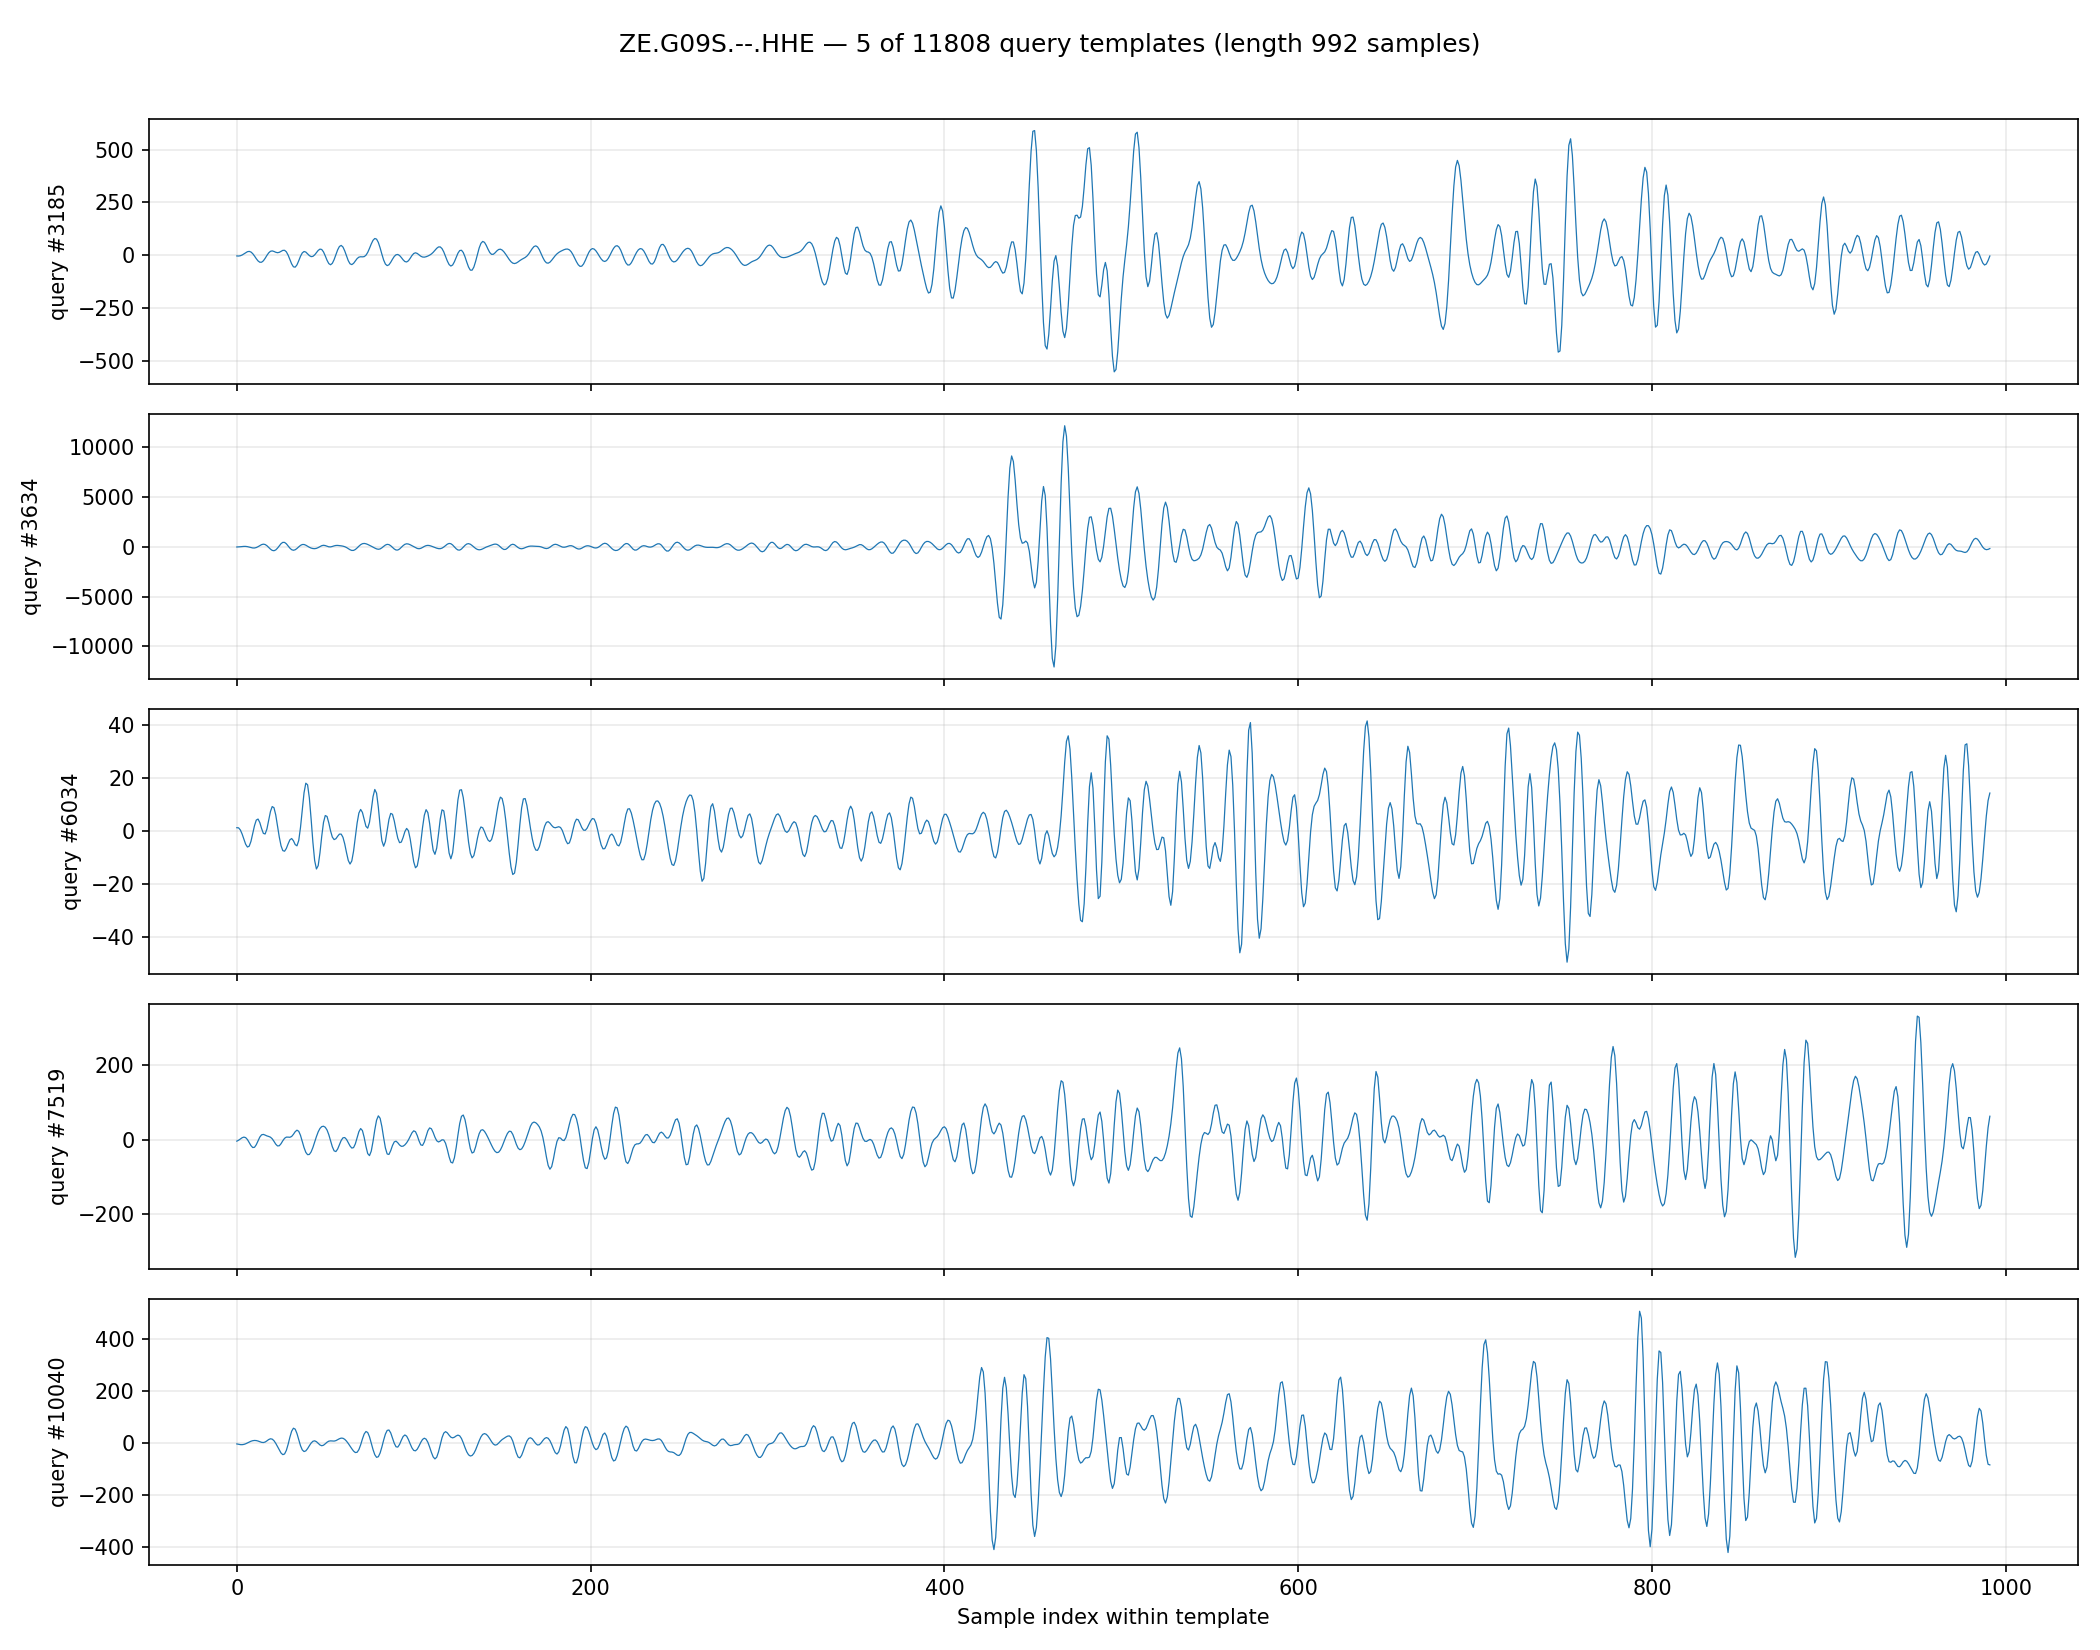 ZE.G09S.--.HHE — 5 of 11808 query templates (length 992 samples)
query #3185
500
250
0
−250
−500
query #3634
10000
5000
0
−5000
−10000
query #6034
40
20
0
−20
−40
query #7519
200
0
−200
query #10040
400
200
0
−200
−400
0 200 400 600 800 1000
Sample index within template